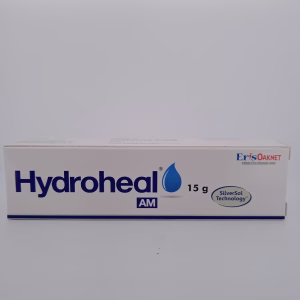 Eris OAKNET
Hydroheal®
AM
15 g
SilverSol
Technology